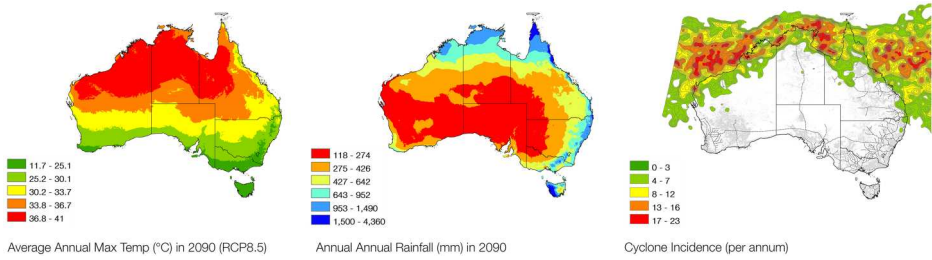 11.7 - 25.1
25.2 - 30.1
30.2 - 33.7
33.8 - 36.7
36.8 - 41
Average Annual Max Temp (°C) in 2090 (RCP8.5)
118 - 274
275 - 426
427 - 642
643 - 952
953 - 1,490
1,500 - 4,360
Annual Annual Rainfall (mm) in 2090
0 - 3
4 - 7
8 - 12
13 - 16
17 - 23
Cyclone Incidence (per annum)